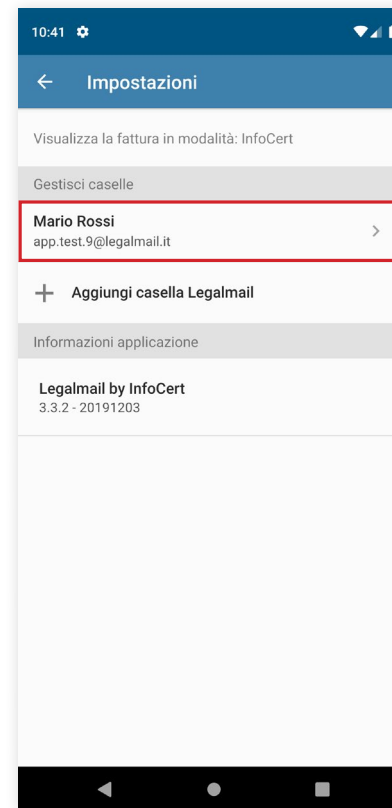 10:41
Impostazioni
Visualizza la fattura in modalità: InfoCert
Gestisci caselle
Mario Rossi
app.test.9@legalmail.it
Aggiungi casella Legalmail
Informazioni applicazione
Legalmail by InfoCert
3.3.2 - 20191203